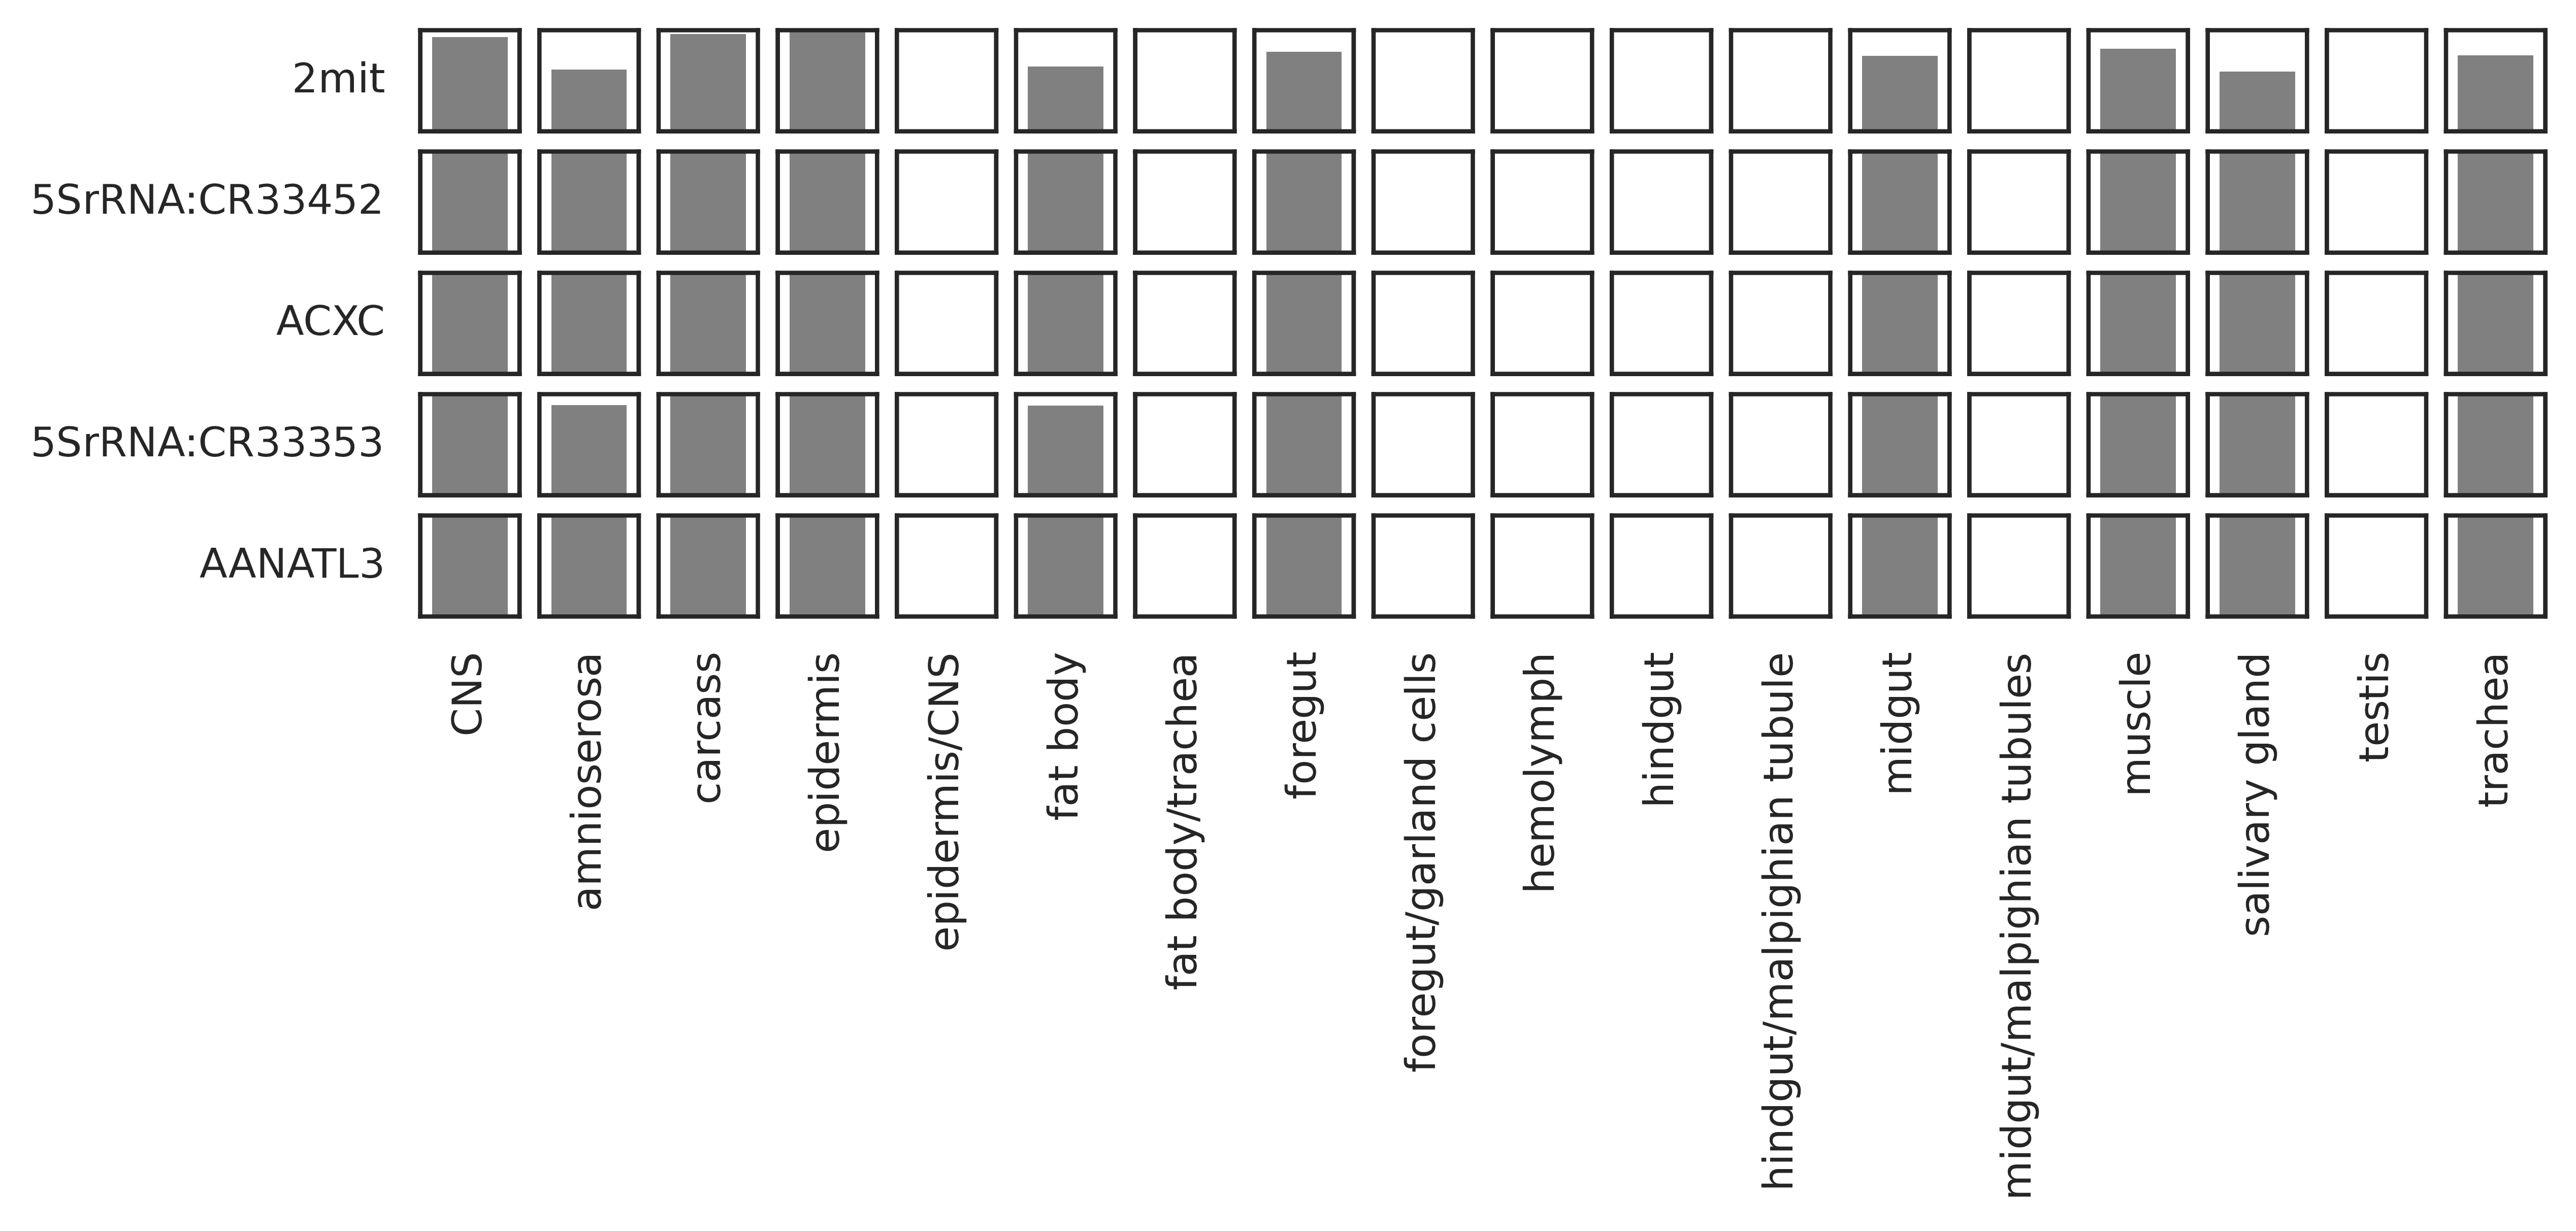 2mit
5SrRNA:CR33452
ACXC
5SrRNA:CR33353
AANATL3
CNS
amnioserosa
carcass
epidermis
epidermis/CNS
fat body
fat body/trachea
foregut
foregut/garland cells
hemolymph
hindgut
hindgut/malpighian tubule
midgut
midgut/malpighian tubules
muscle
salivary gland
testis
trachea